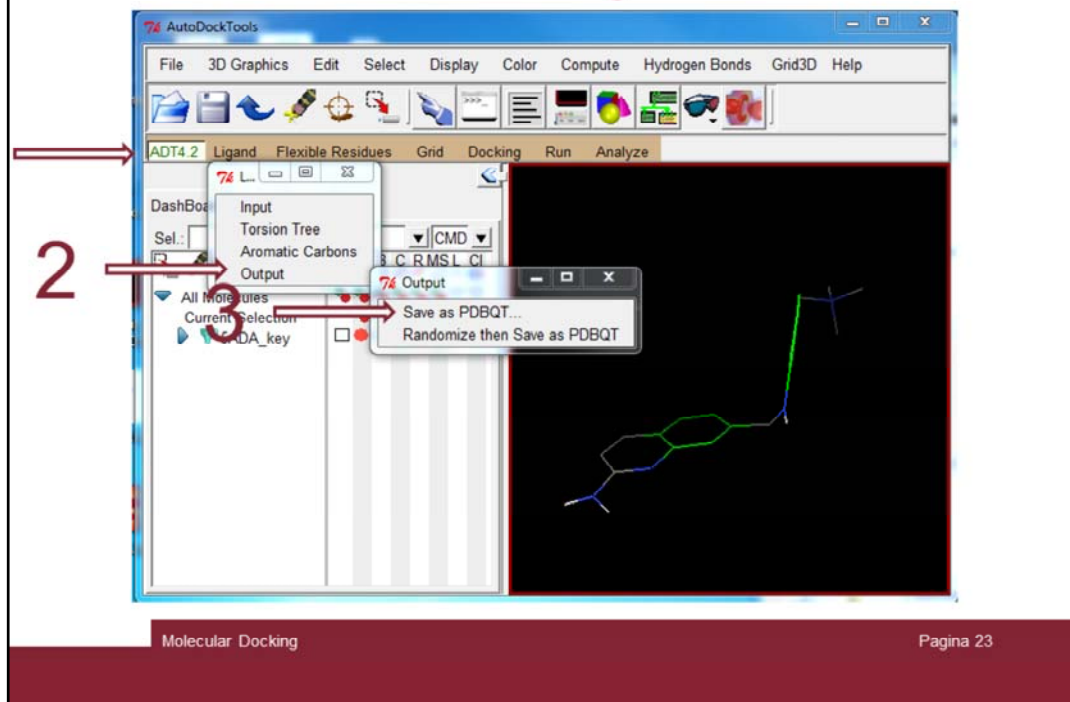 AutoDockTools
File 3D Graphics Edit Select Display Color Compute Hydrogen Bonds Grid3D Help
ADT4.2 Ligand Flexible Residues Grid Docking Run Analyze
L...
Input
Torsion Tree
Aromatic Carbons
Output
DashBoa
Sel.: CMD
C R MS L Cl
2
Output
Save as PDBQT...
Randomize then Save as PDBQT
3
All Molecules
Current Selection
ADA_key
Molecular Docking
Pagina 23